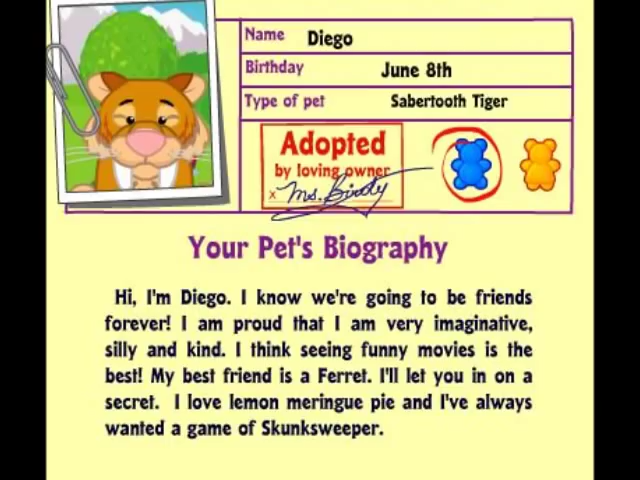 Name Diego
Birthday June 8th
Type of pet Sabertooth Tiger
Adopted
by loving owner
x Ms. Birdy
Your Pet's Biography
Hi, I'm Diego. I know we're going to be friends
forever! I am proud that I am very imaginative,
silly and kind. I think seeing funny movies is the
best! My best friend is a Ferret. I'll let you in on a
secret. I love lemon meringue pie and I've always
wanted a game of Skunksweeper.